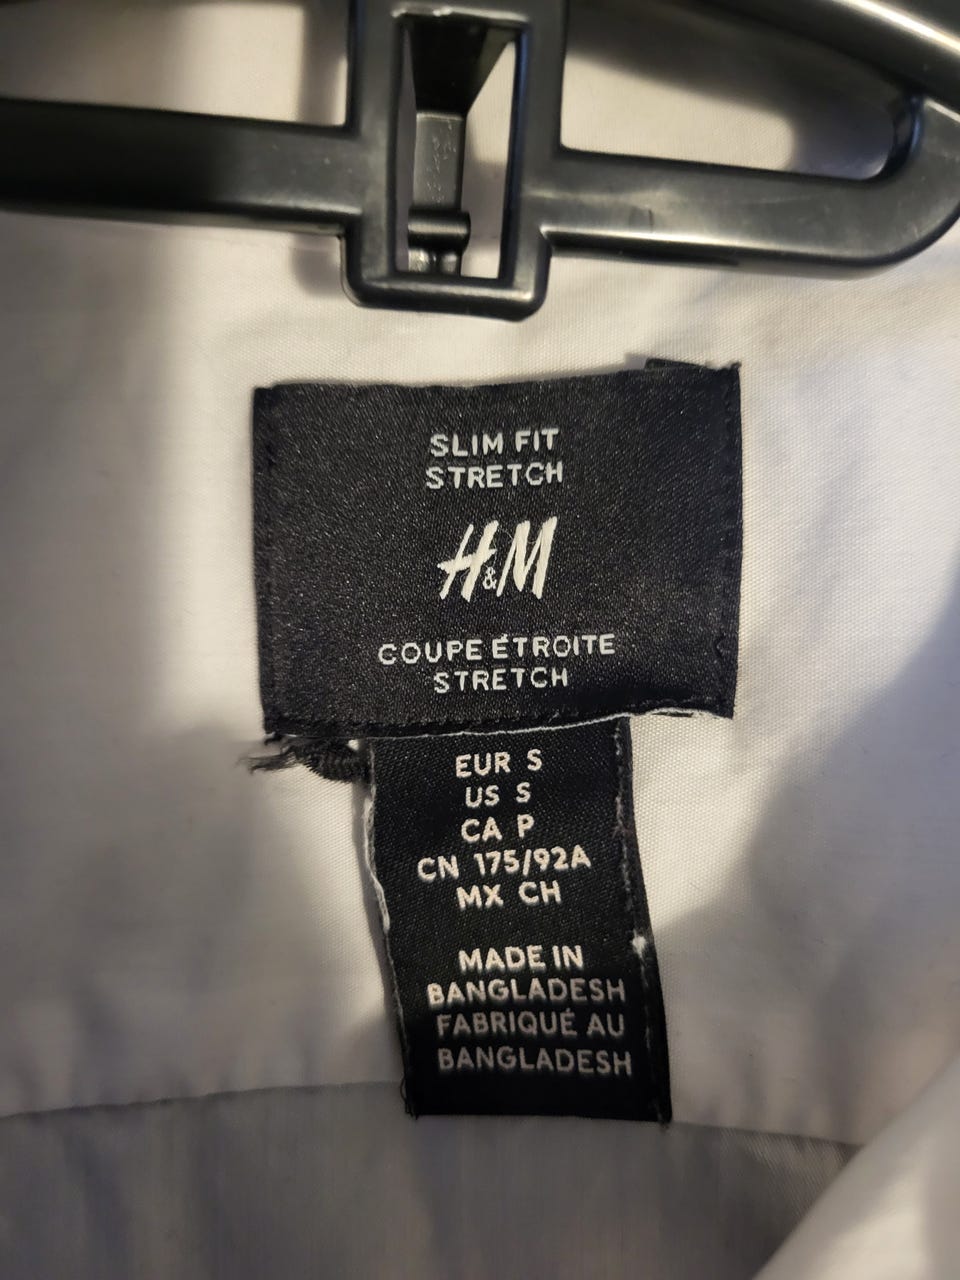 SLIM FIT
STRETCH
H&M
COUPE ÉTROITE
STRETCH
EUR S
US S
CA P
CN 175/92A
MX CH
MADE IN
BANGLADESH
FABRIQUÉ AU
BANGLADESH